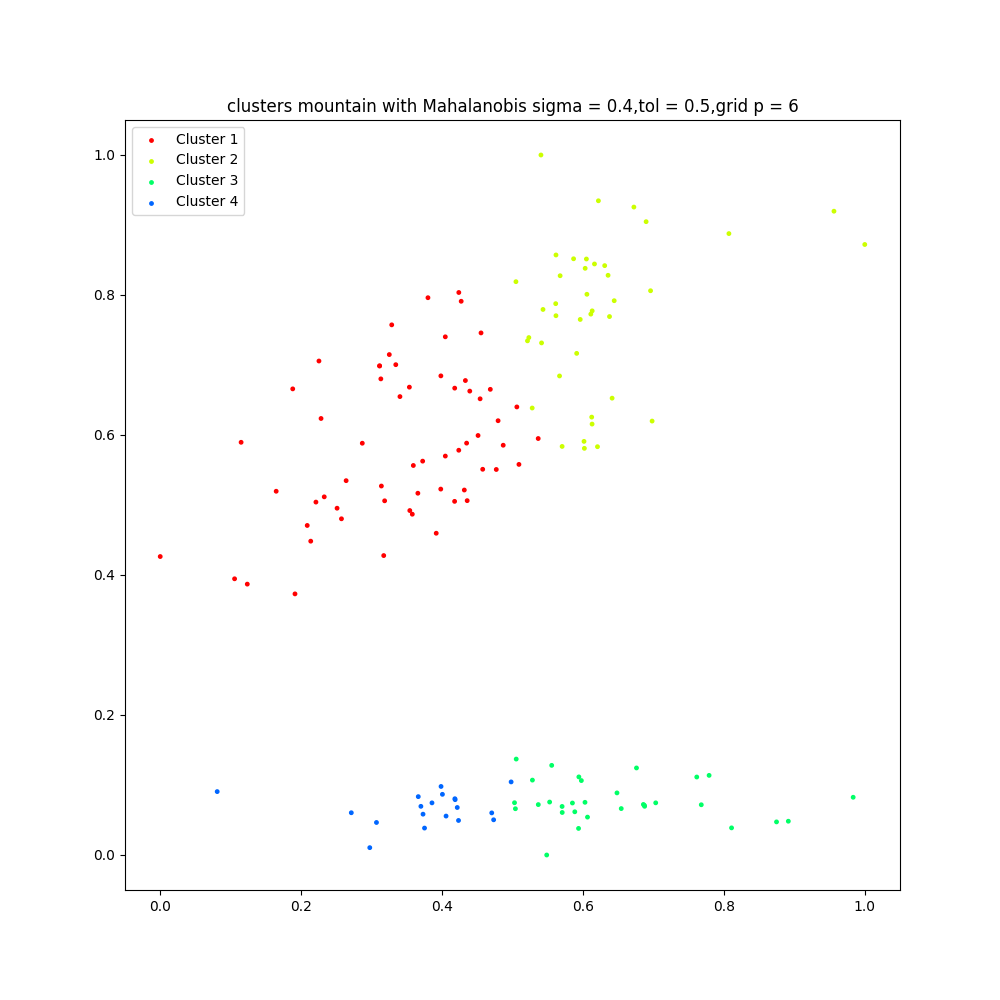 clusters mountain with Mahalanobis sigma = 0.4,tol = 0.5,grid p = 6
Cluster 1
Cluster 2
Cluster 3
Cluster 4
1.0
0.8
0.6
0.4
0.2
0.0
0.0 0.2 0.4 0.6 0.8 1.0